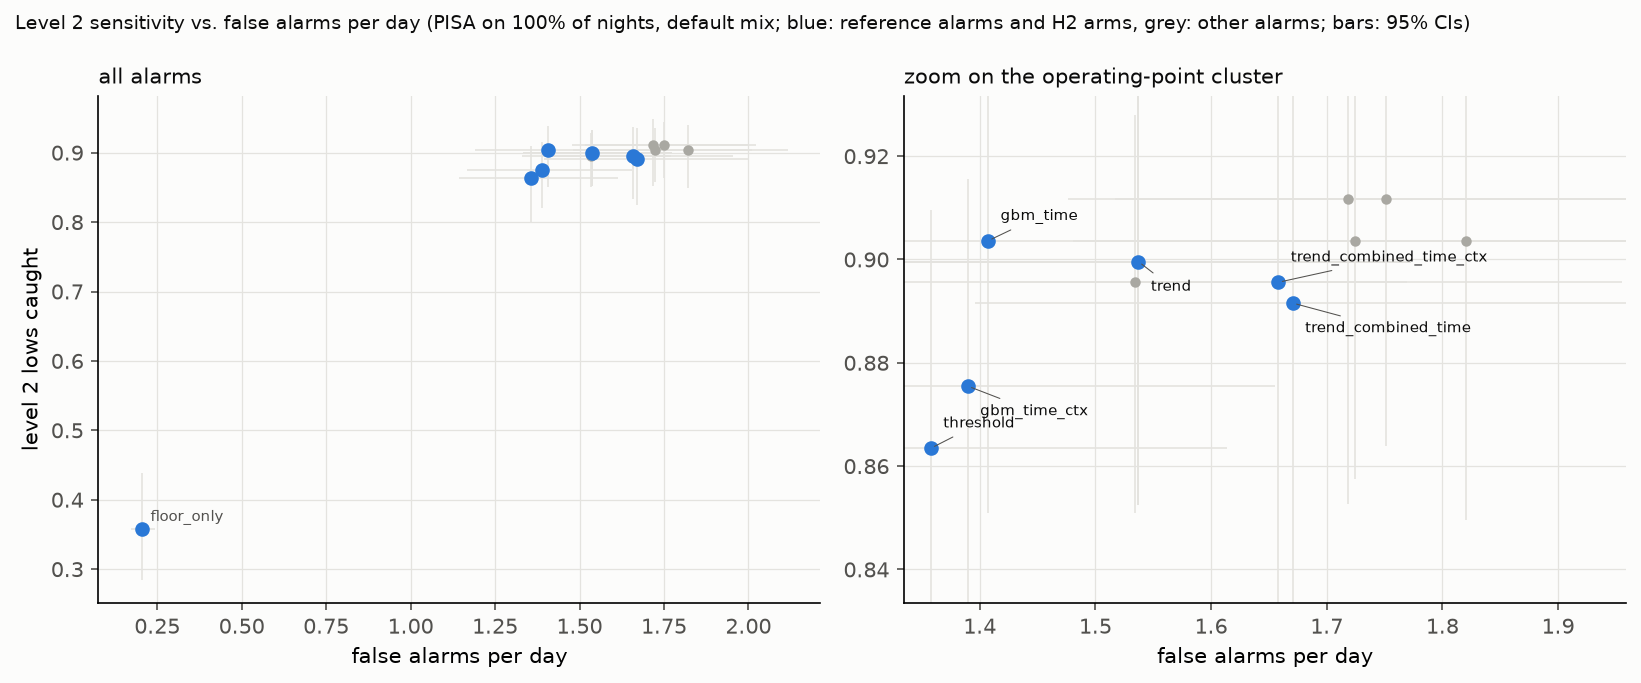 Level 2 sensitivity vs. false alarms per day (PISA on 100% of nights, default mix; blue: reference alarms and H2 arms, grey: other alarms; bars: 95% CIs)
all alarms
level 2 lows caught
0.9
0.8
0.7
0.6
0.5
0.4
0.3
floor_only
0.25 0.50 0.75 1.00 1.25 1.50 1.75 2.00
false alarms per day
zoom on the operating-point cluster
0.92
0.90
0.88
0.86
0.84
gbm_time
trend_combined_time_ctx
trend
trend_combined_time
gbm_time_ctx
threshold
1.4 1.5 1.6 1.7 1.8 1.9
false alarms per day